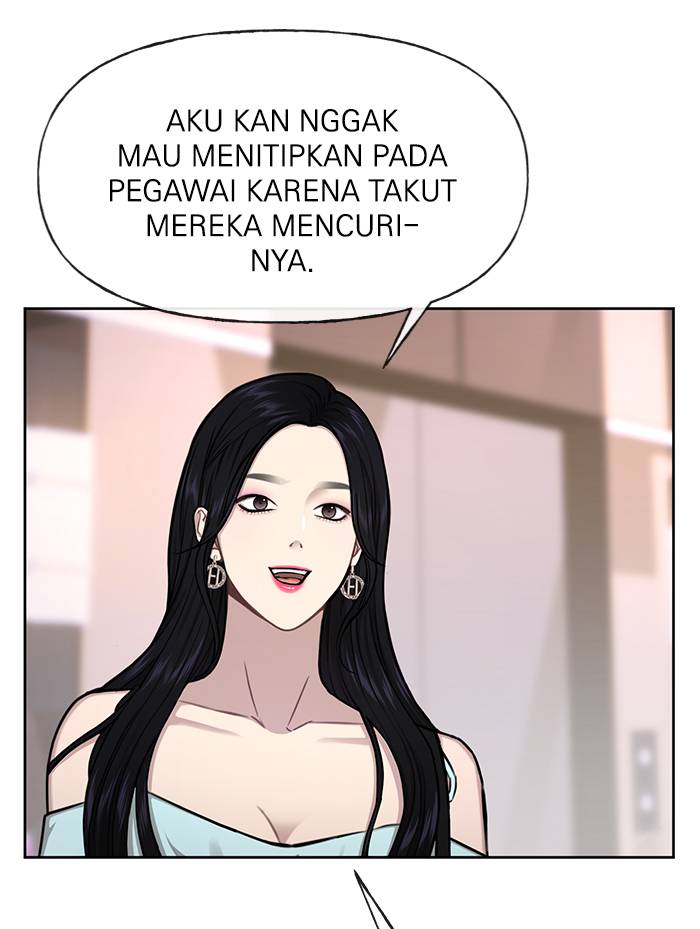 AKU KAN NGGAK
MAU MENITIPKAN PADA
PEGAWAI KARENA TAKUT
MEREKA MENCURI-
NYA.